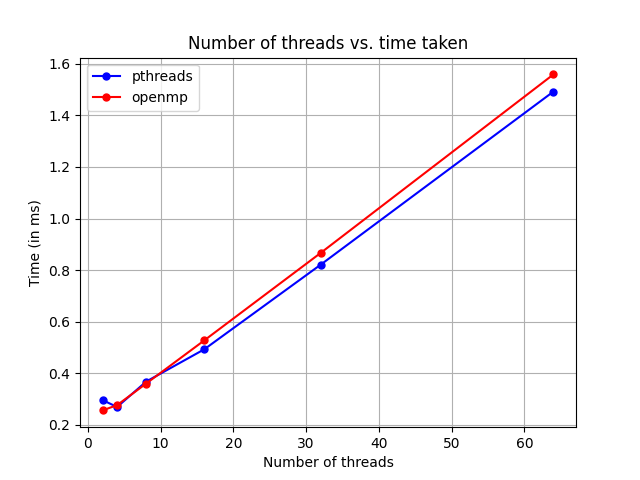 Number of threads vs. time taken
pthreads
openmp
1.6
1.4
1.2
1.0
0.8
0.6
0.4
0.2
Time (in ms)
0 10 20 30 40 50 60
Number of threads